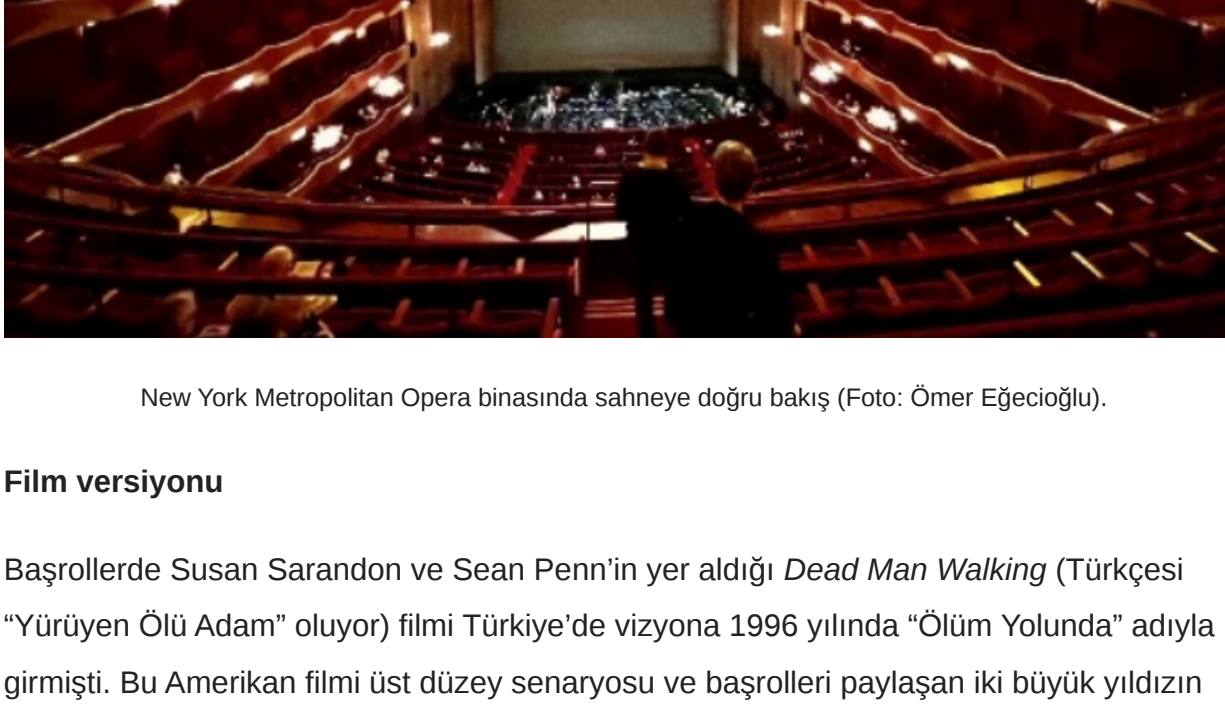 New York Metropolitan Opera binasında sahneye doğru bakış (Foto: Ömer Eğecioğlu).
Film versiyonu
Başrollerde Susan Sarandon ve Sean Penn’in yer aldığı Dead Man Walking (Türkçesi
“Yürüyen Ölü Adam” oluyor) filmi Türkiye’de vizyona 1996 yılında “Ölüm Yolunda” adıyla
girmişti. Bu Amerikan filmi üst düzey senaryosu ve başrolleri paylaşan iki büyük yıldızın